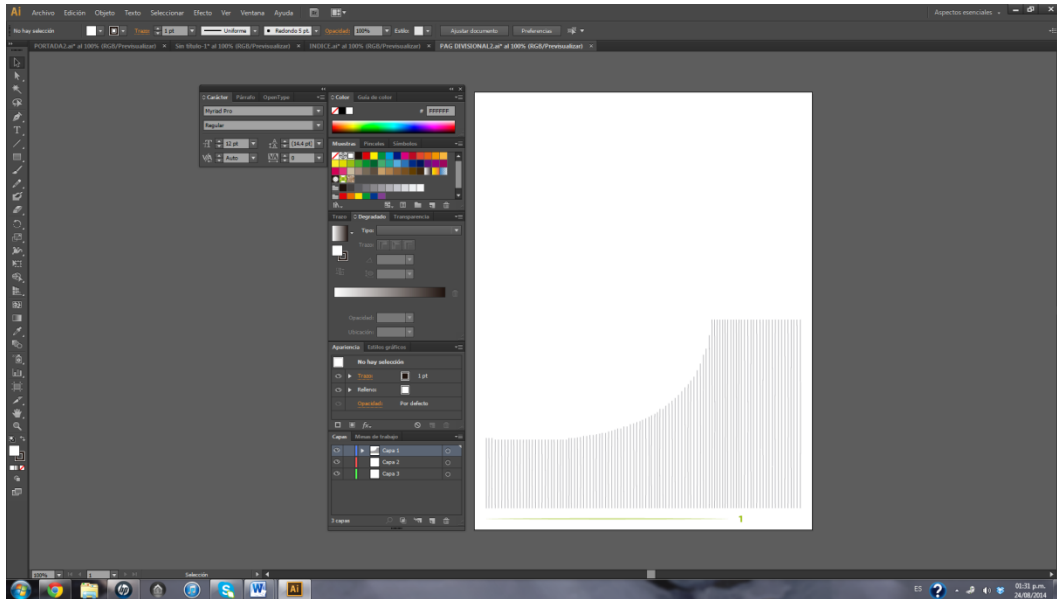 Ai Archivo Edición Objeto Texto Seleccionar Efecto Ver Ventana Ayuda Aspectos esenciales
No hay selección Trazo: 1 pt Uniforme Redondo 5 pt. Opacidad: 100% Estilo: Ajustar documento Preferencias
PORTADA2.ai* al 100% (RGB/Previsualizar) × Sin título-1* al 100% (RGB/Previsualizar) × INDICE.ai* al 100% (RGB/Previsualizar) × PAG DIVISIONAL2.ai* al 100% (RGB/Previsualizar) ×
Carácter Párrafo OpenType
Myriad Pro
Regular
12 pt (14.4 pt)
Auto 0
Color Guía de color
# FFFFFF
Muestras Pinceles Símbolos
Trazo Degradado Transparencia
Tipo:
Trazo:
Opacidad:
Ubicación:
Apariencia Estilos gráficos
No hay selección
Trazo: 1 pt
Relleno:
Opacidad: Por defecto
fx.
Capas Mesas de trabajo
Capa 1
Capa 2
Capa 3
3 capas
1
100% 1 Selección
ES 01:31 p.m.
24/08/2014